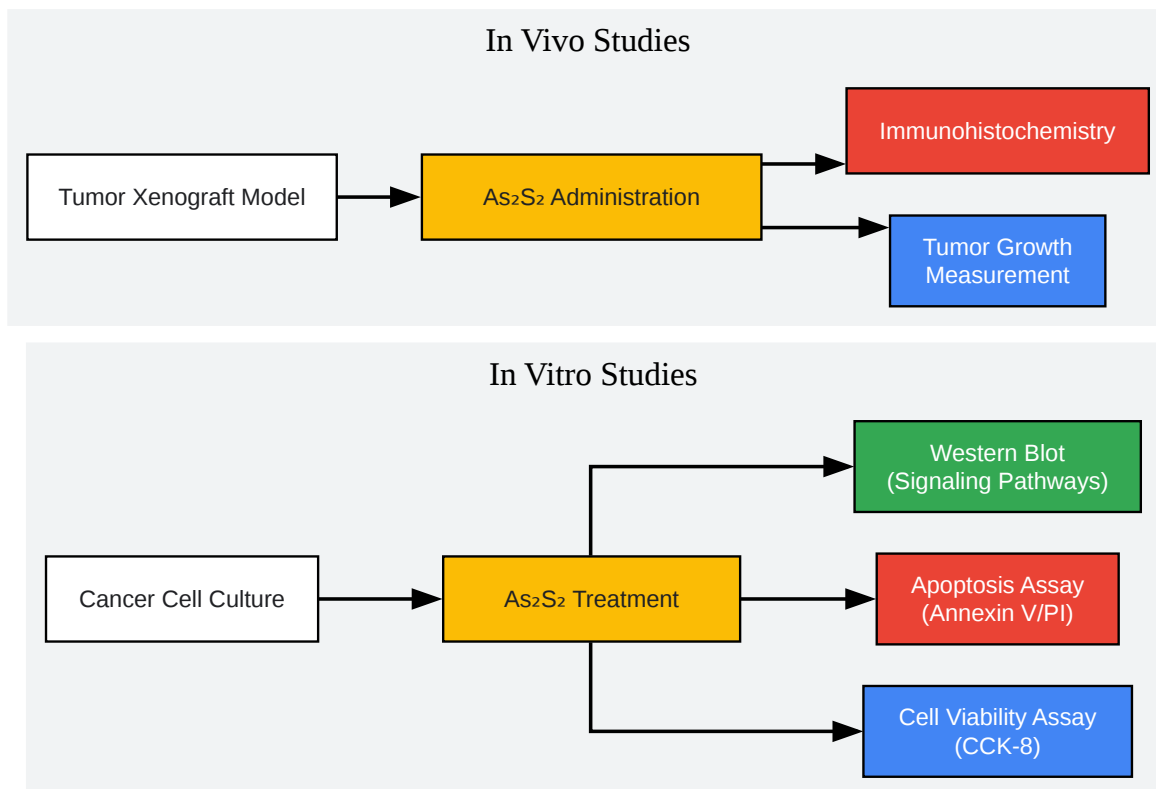 In Vivo Studies
Immunohistochemistry
Tumor Xenograft Model
As₂S₂ Administration
Tumor Growth
Measurement
In Vitro Studies
Western Blot
(Signaling Pathways)
Cancer Cell Culture
As₂S₂ Treatment
Apoptosis Assay
(Annexin V/PI)
Cell Viability Assay
(CCK-8)